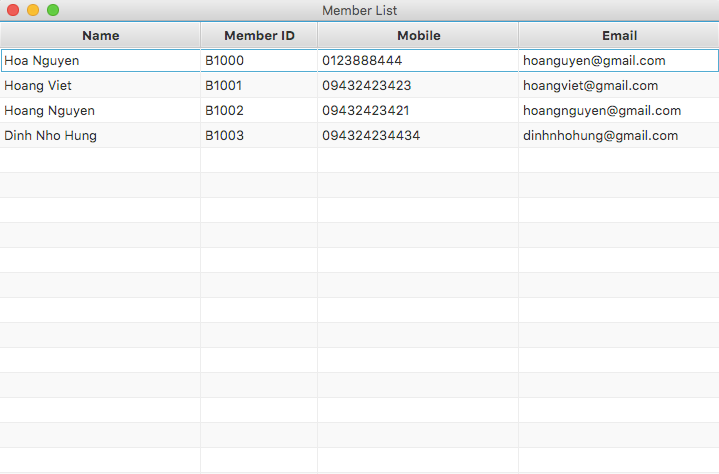 Member List
Name Member ID Mobile Email
Hoa Nguyen B1000 0123888444 hoanguyen@gmail.com
Hoang Viet B1001 09432423423 hoangviet@gmail.com
Hoang Nguyen B1002 09432423421 hoangnguyen@gmail.com
Dinh Nho Hung B1003 094324234434 dinhnhohung@gmail.com